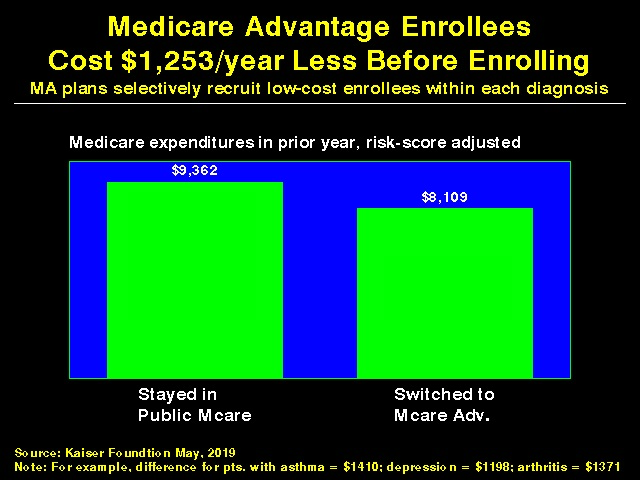 Medicare Advantage Enrollees
Cost $1,253/year Less Before Enrolling
MA plans selectively recruit low-cost enrollees within each diagnosis
Medicare expenditures in prior year, risk-score adjusted
$9,362
$8,109
Stayed in
Public Mcare
Switched to
Mcare Adv.
Source: Kaiser Foundtion May, 2019
Note: For example, difference for pts. with asthma = $1410; depression = $1198; arthritis = $1371